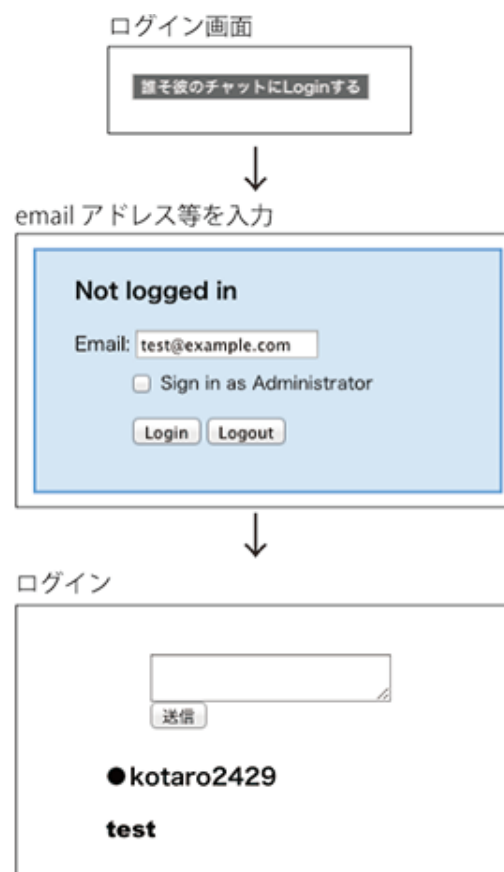 ログイン画面
誰そ彼のチャットにLoginする
email アドレス等を入力
Not logged in
Email: test@example.com
Sign in as Administrator
Login Logout
ログイン
送信
●kotaro2429
test